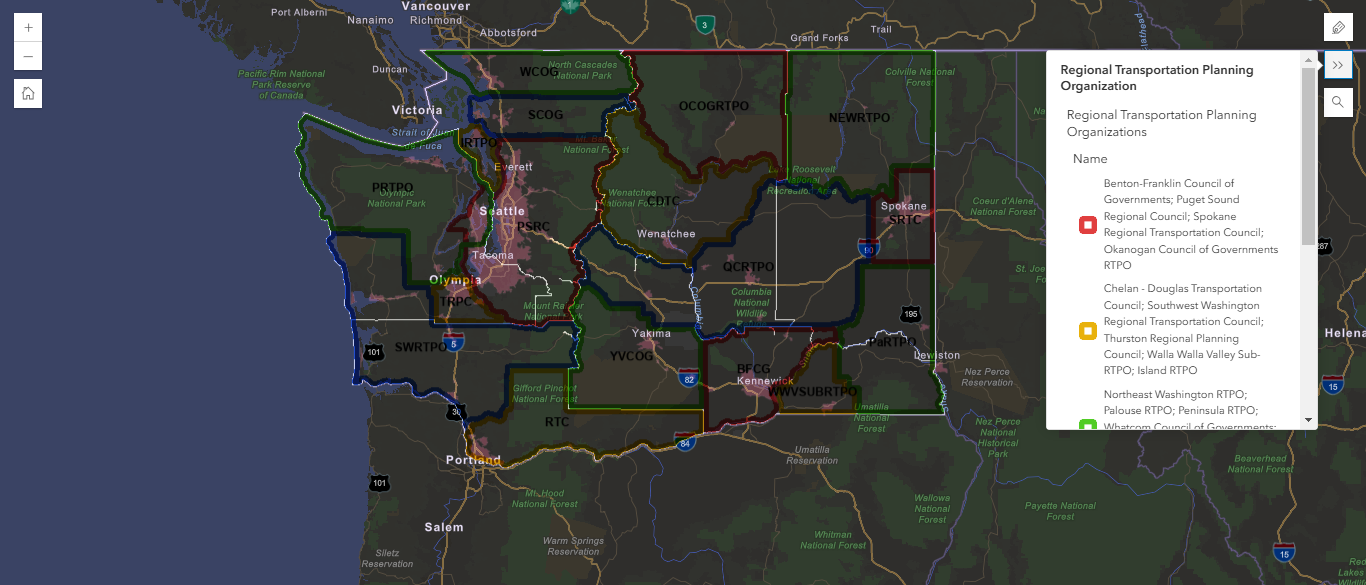 Vancouver
Port Alberni
Nanaimo
Richmond
Abbotsford
3
Trail
Grand Forks
Duncan
Pacific Rim National
Park Reserve
of Canada
Victoria
Strait of Juan
de Fuca
WCOG
North Cascades
National Park
Colville National
Forest
OCOGRTPO
SCOG
NEWRTPO
IRTPO
National Forest
Everett
PRTPO
Olympic
National Park
Roosevelt
National
Recreation Area
Wenatchee
National Forest
CDTC
Seattle
Spokane
SRTC
Coeur d'Alene
National Forest
PSRC
Wenatchee
90
Tacoma
QCRTPO
St. Joe
Olympia
TRPC
Columbia
National
Wildlife
Columbia
Mount Rainier
National Park
195
Yakima
5
SWRTPO
101
YVCOG
PaRTPO
Lewiston
BFCG
Kennewick
82
Nez Perce
Reservation
Gifford Pinchot
National Forest
WWVSUBRTPO
30
RTC
Umatilla
National
Forest
Nez Perce
National
Historical
Park
84
Portland
Umatilla
Reservation
101
Mt. Hood
National Forest
Wallowa
National
Forest
Payette National
Forest
Salem
Warm Springs
Reservation
Whitman
National Forest
Siletz
Reservation
287
Helena
15
Beaverhead
National Forest
15
Red
Lakes
Regional Transportation Planning
Organization
Regional Transportation Planning
Organizations
Name
Benton-Franklin Council of
Governments; Puget Sound
Regional Council; Spokane
Regional Transportation Council;
Okanogan Council of Governments
RTPO
Chelan - Douglas Transportation
Council; Southwest Washington
Regional Transportation Council;
Thurston Regional Planning
Council; Walla Walla Valley Sub-
RTPO; Island RTPO
Northeast Washington RTPO;
Palouse RTPO; Peninsula RTPO;
Whatcom Council of Governments;